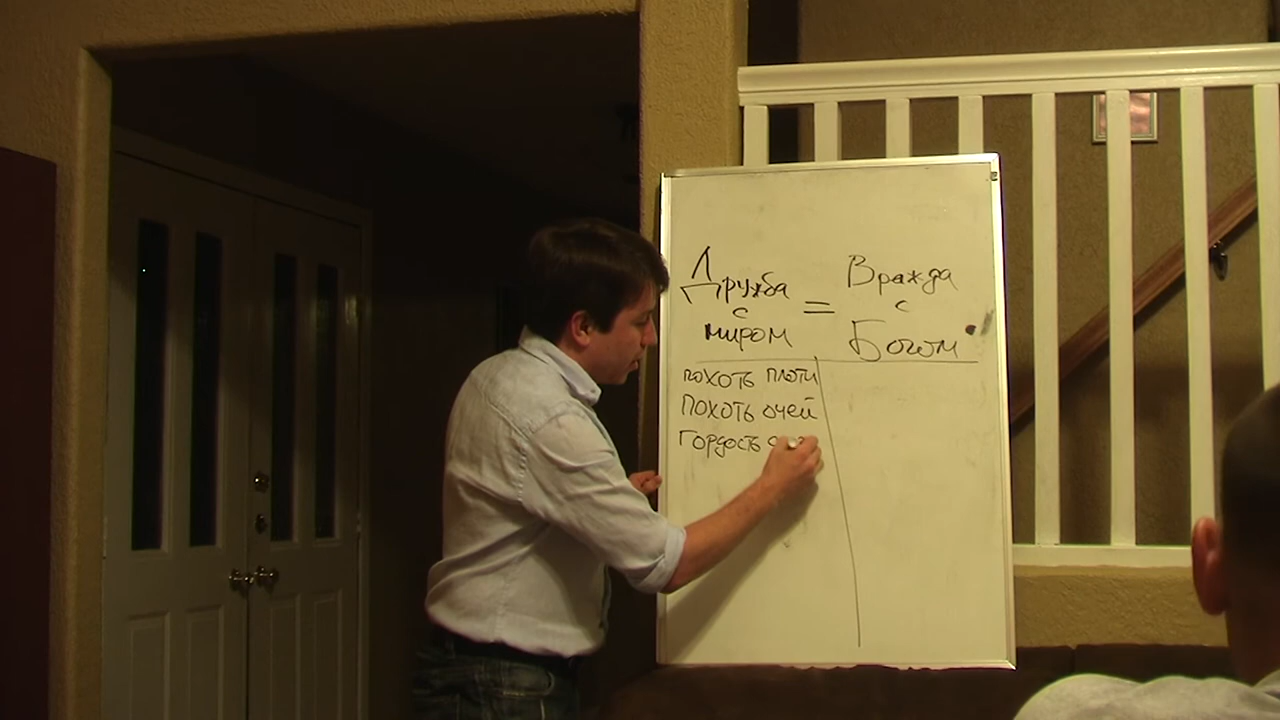 Дружба
с
миром
=
Вражда
с
Богом
похоть плоти
похоть очей
гордость